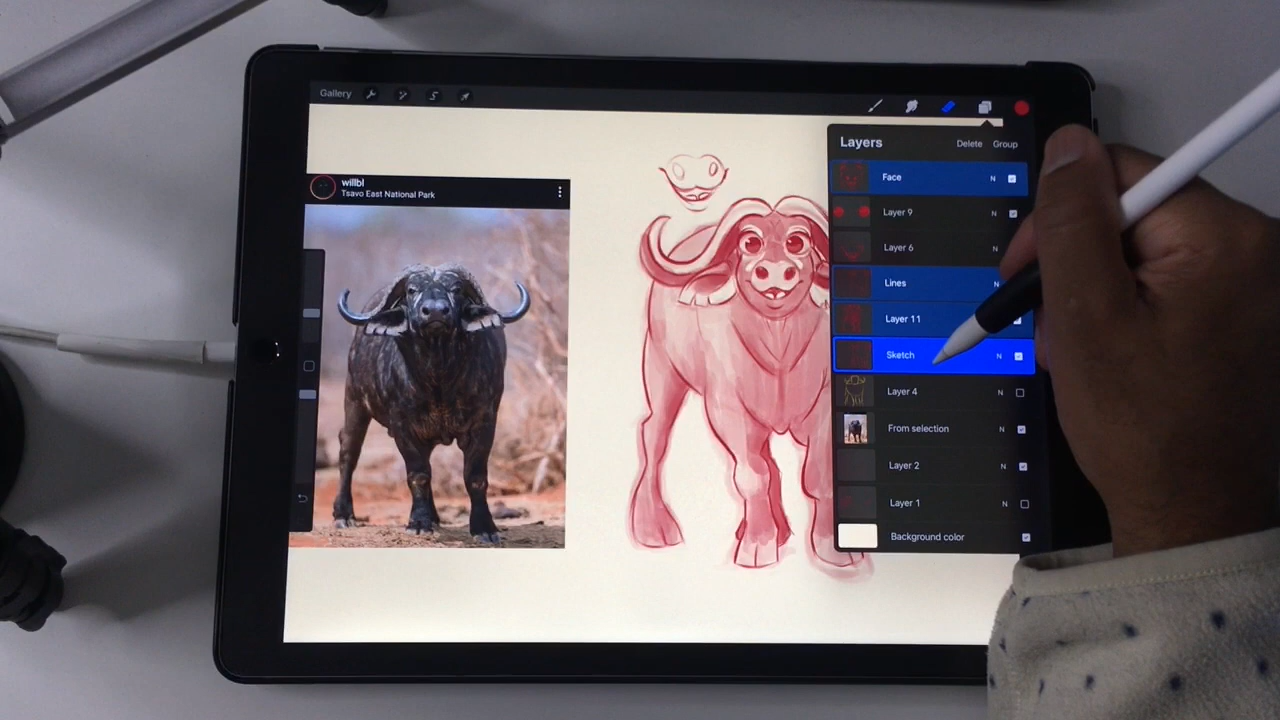 Gallery
willbl
Tsavo East National Park
Layers Delete Group
Face N
Layer 9 N
Layer 6 N
Lines N
Layer 11
Sketch N
Layer 4 N
From selection N
Layer 2 N
Layer 1 N
Background color